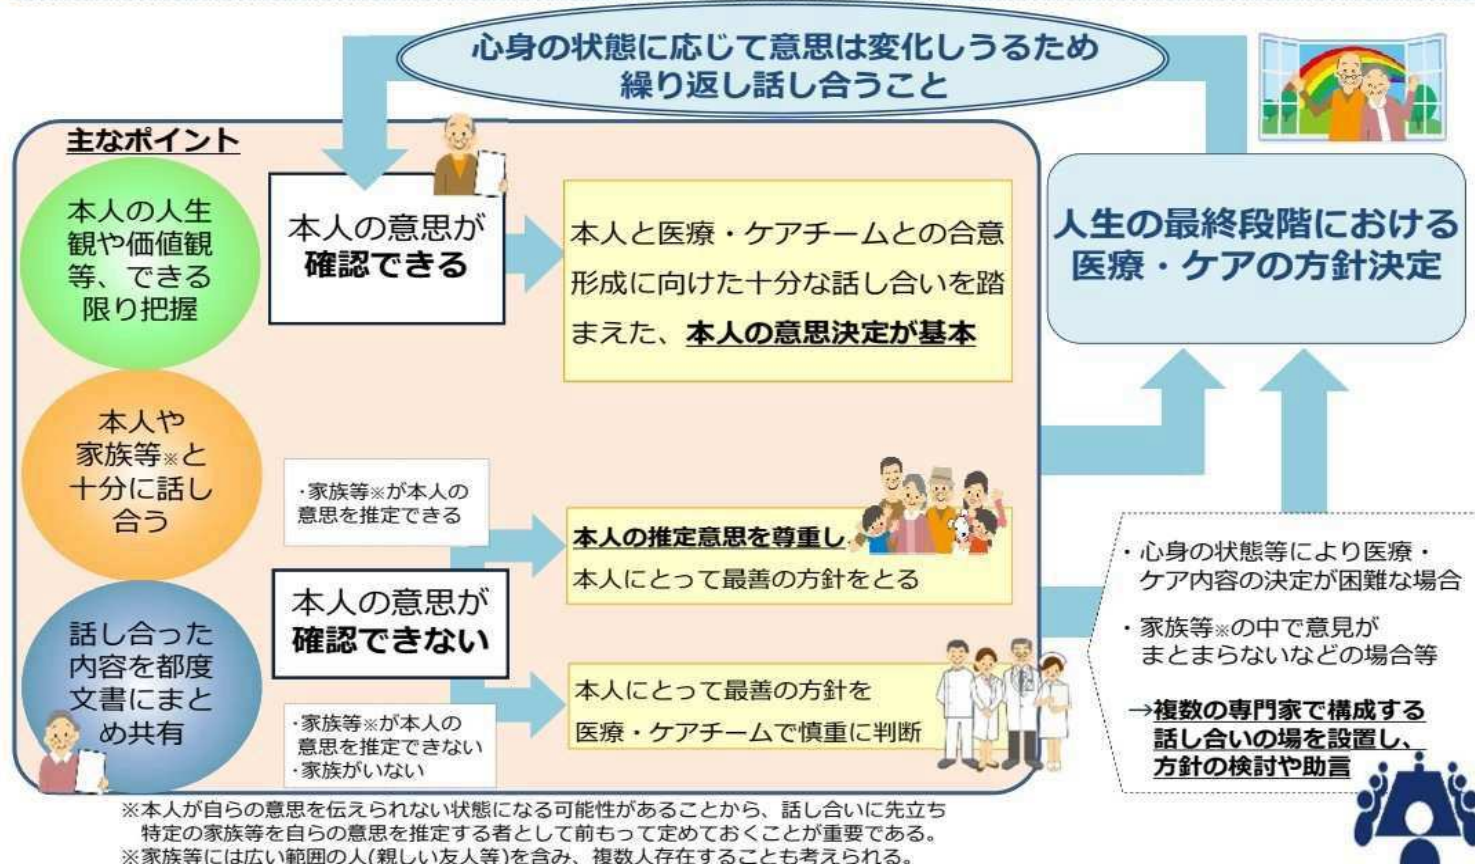 心身の状態に応じて意思は変化しうるため
繰り返し話し合うこと
主なポイント
本人の人生
観や価値観
等、できる
限り把握
本人や
家族等※と
十分に話し
合う
話し合った
内容を都度
文書にまと
め共有
本人の意思が
確認できる
本人と医療・ケアチームとの合意
形成に向けた十分な話し合いを踏
まえた、本人の意思決定が基本
人生の最終段階における
医療・ケアの方針決定
・家族等※が本人の
意思を推定できる
本人の意思が
確認できない
・家族等※が本人の
意思を推定できない
・家族がいない
本人の推定意思を尊重し
本人にとって最善の方針をとる
本人にとって最善の方針を
医療・ケアチームで慎重に判断
・心身の状態等により医療・
ケア内容の決定が困難な場合
・家族等※の中で意見が
まとまらないなどの場合等
→複数の専門家で構成する
話し合いの場を設置し、
方針の検討や助言
※本人が自らの意思を伝えられない状態になる可能性があることから、話し合いに先立ち
特定の家族等を自らの意思を推定する者として前もって定めておくことが重要である。
※家族等には広い範囲の人(親しい友人等)を含み、複数人存在することも考えられる。